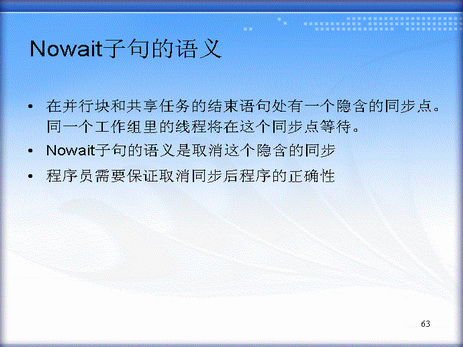 Nowait子句的语义
• 在并行块和共享任务的结束语句处有一个隐含的同步点。
同一个工作组里的线程将在这个同步点等待。
• Nowait子句的语义是取消这个隐含的同步
• 程序员需要保证取消同步后程序的正确性
63